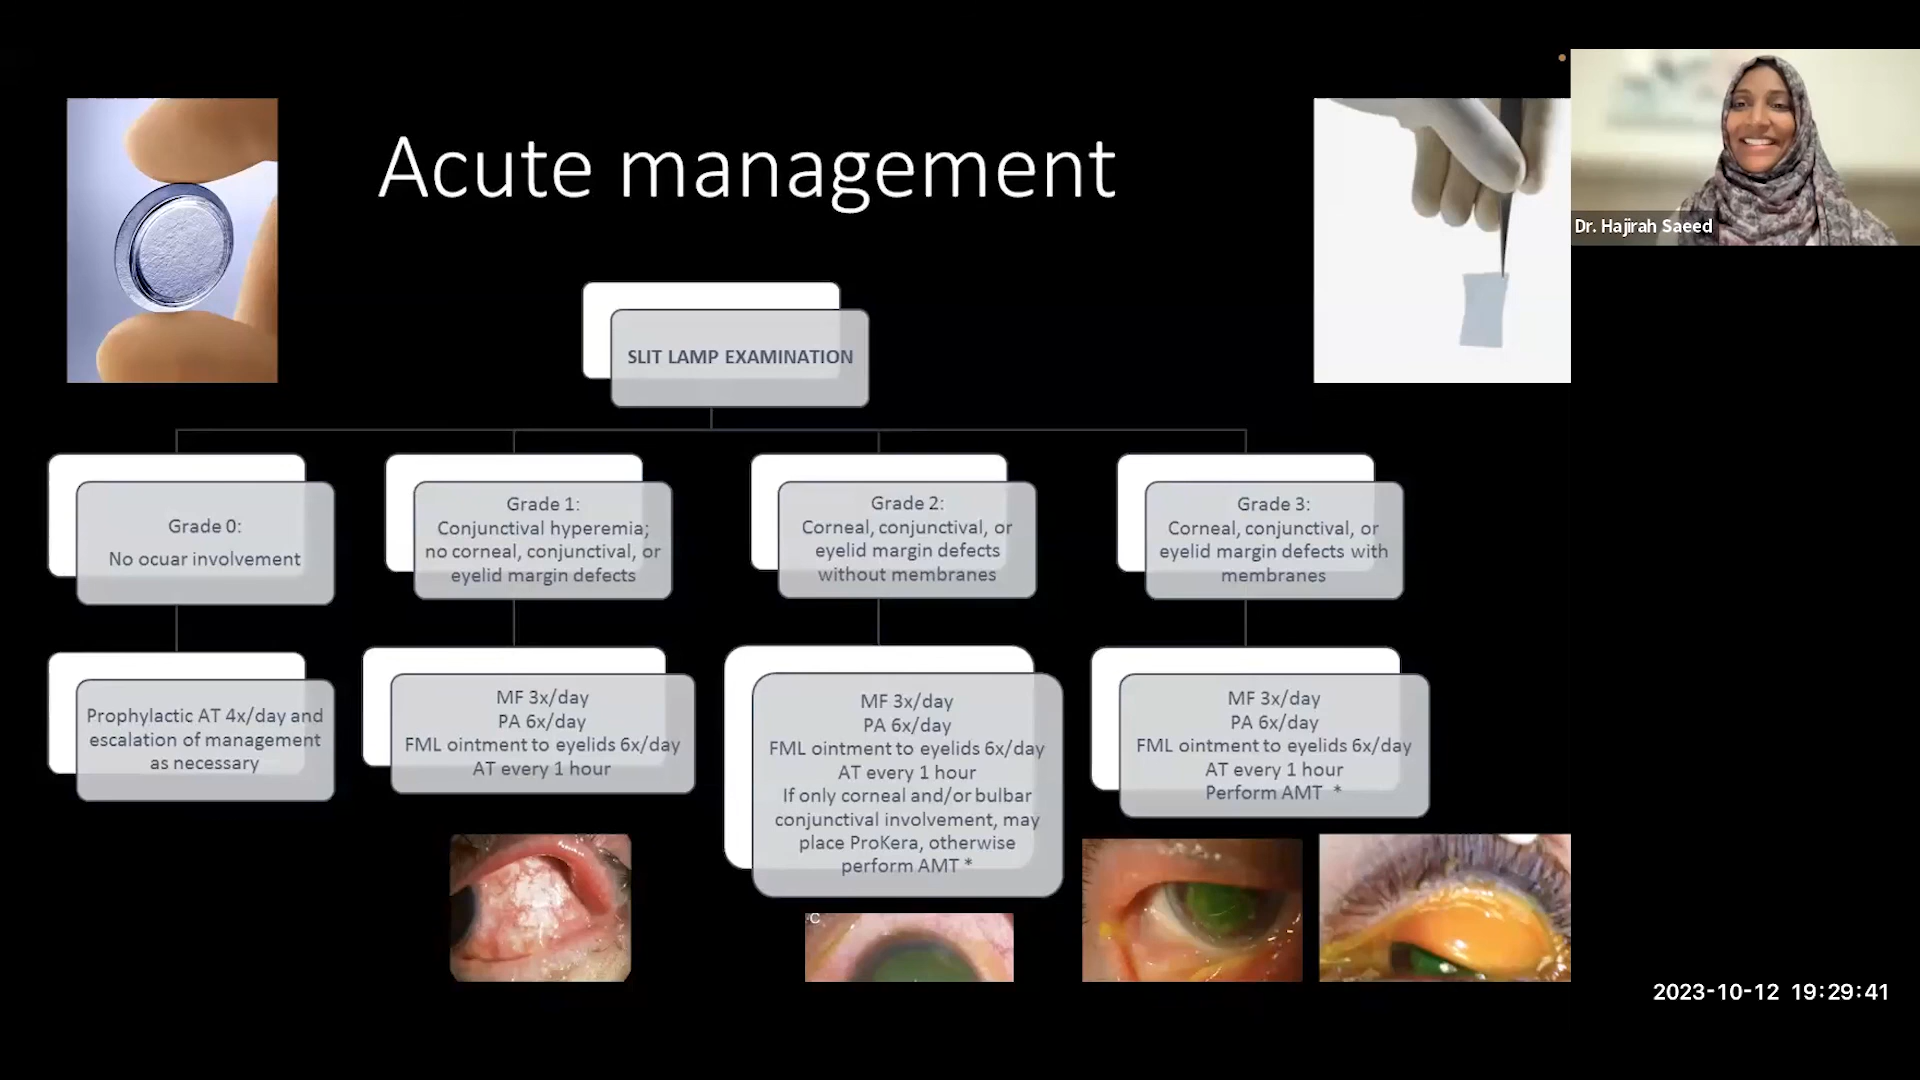 Acute management
Dr. Hajirah Saeed
SLIT LAMP EXAMINATION
Grade 0:
No ocuar involvement
Grade 1:
Conjunctival hyperemia;
no corneal, conjunctival, or
eyelid margin defects
Grade 2:
Corneal, conjunctival, or
eyelid margin defects
without membranes
Grade 3:
Corneal, conjunctival, or
eyelid margin defects with
membranes
Prophylactic AT 4x/day and
escalation of management
as necessary
MF 3x/day
PA 6x/day
FML ointment to eyelids 6x/day
AT every 1 hour
MF 3x/day
PA 6x/day
FML ointment to eyelids 6x/day
AT every 1 hour
If only corneal and/or bulbar
conjunctival involvement, may
place ProKera, otherwise
perform AMT *
MF 3x/day
PA 6x/day
FML ointment to eyelids 6x/day
AT every 1 hour
Perform AMT *
C
2023-10-12 19:29:41